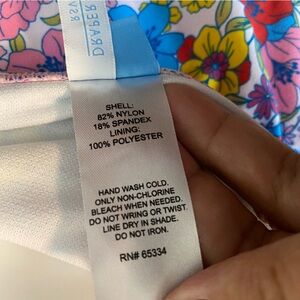 DRAPER
SHELL:
82% NYLON
18% SPANDEX
LINING:
100% POLYESTER
HAND WASH COLD.
ONLY NON-CHLORINE
BLEACH WHEN NEEDED.
DO NOT WRING OR TWIST.
LINE DRY IN SHADE.
DO NOT IRON.
RN# 65334